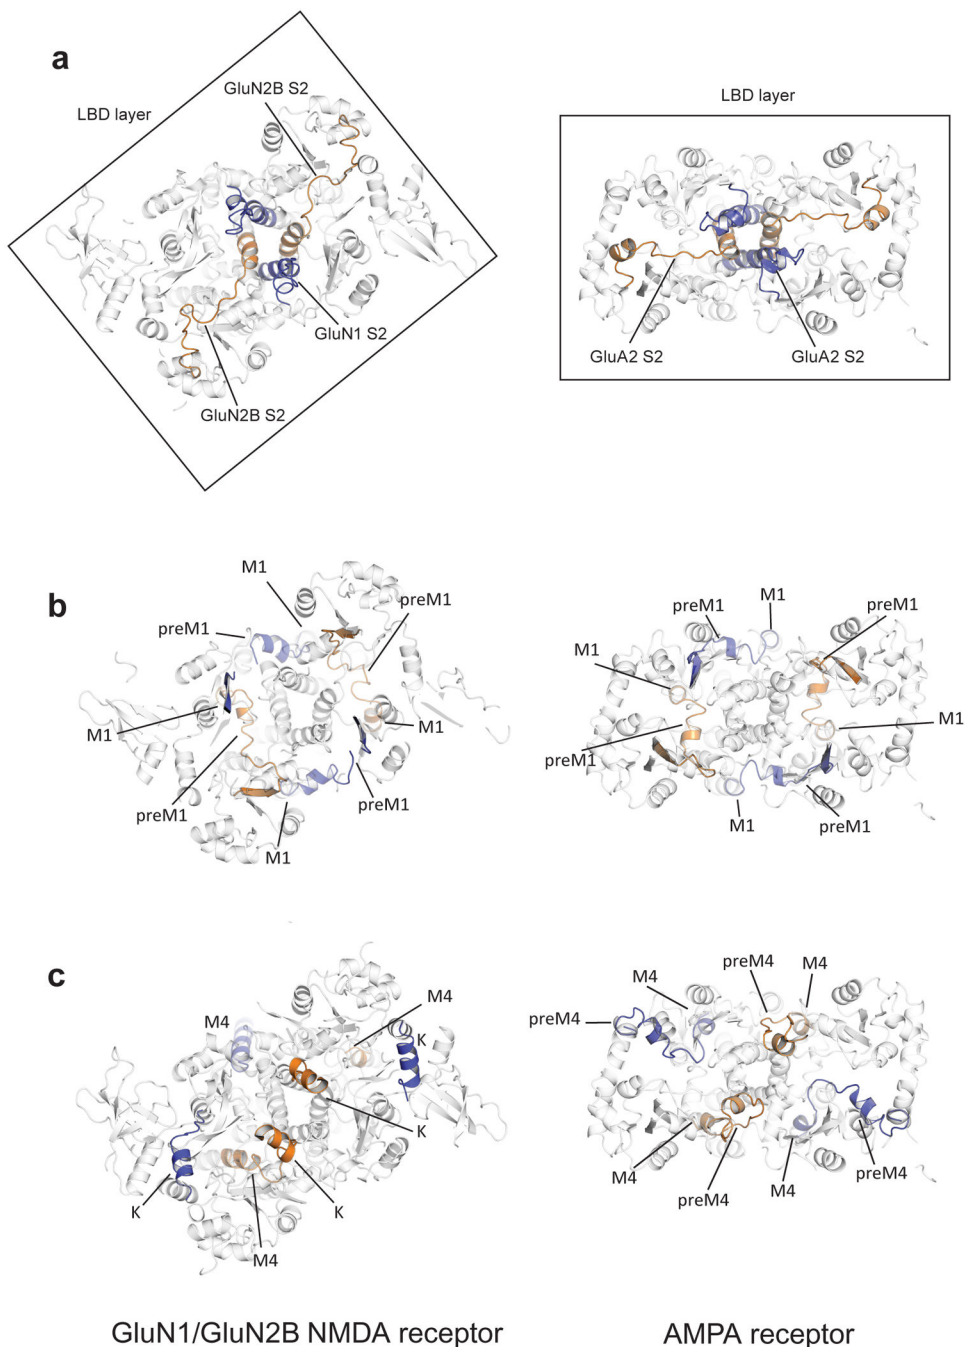 a
GluN2B S2
LBD layer
GluN1 S2
GluN2B S2
LBD layer
GluA2 S2
GluA2 S2
b
M1
preM1
preM1
M1
M1
preM1
preM1
M1
M1
preM1
preM1
M1
M1
preM1
preM1
M1
c
M4
M4
K
K
K
K
M4
preM4
M4
M4
preM4
M4
preM4
M4
preM4
GluN1/GluN2B NMDA receptor
AMPA receptor